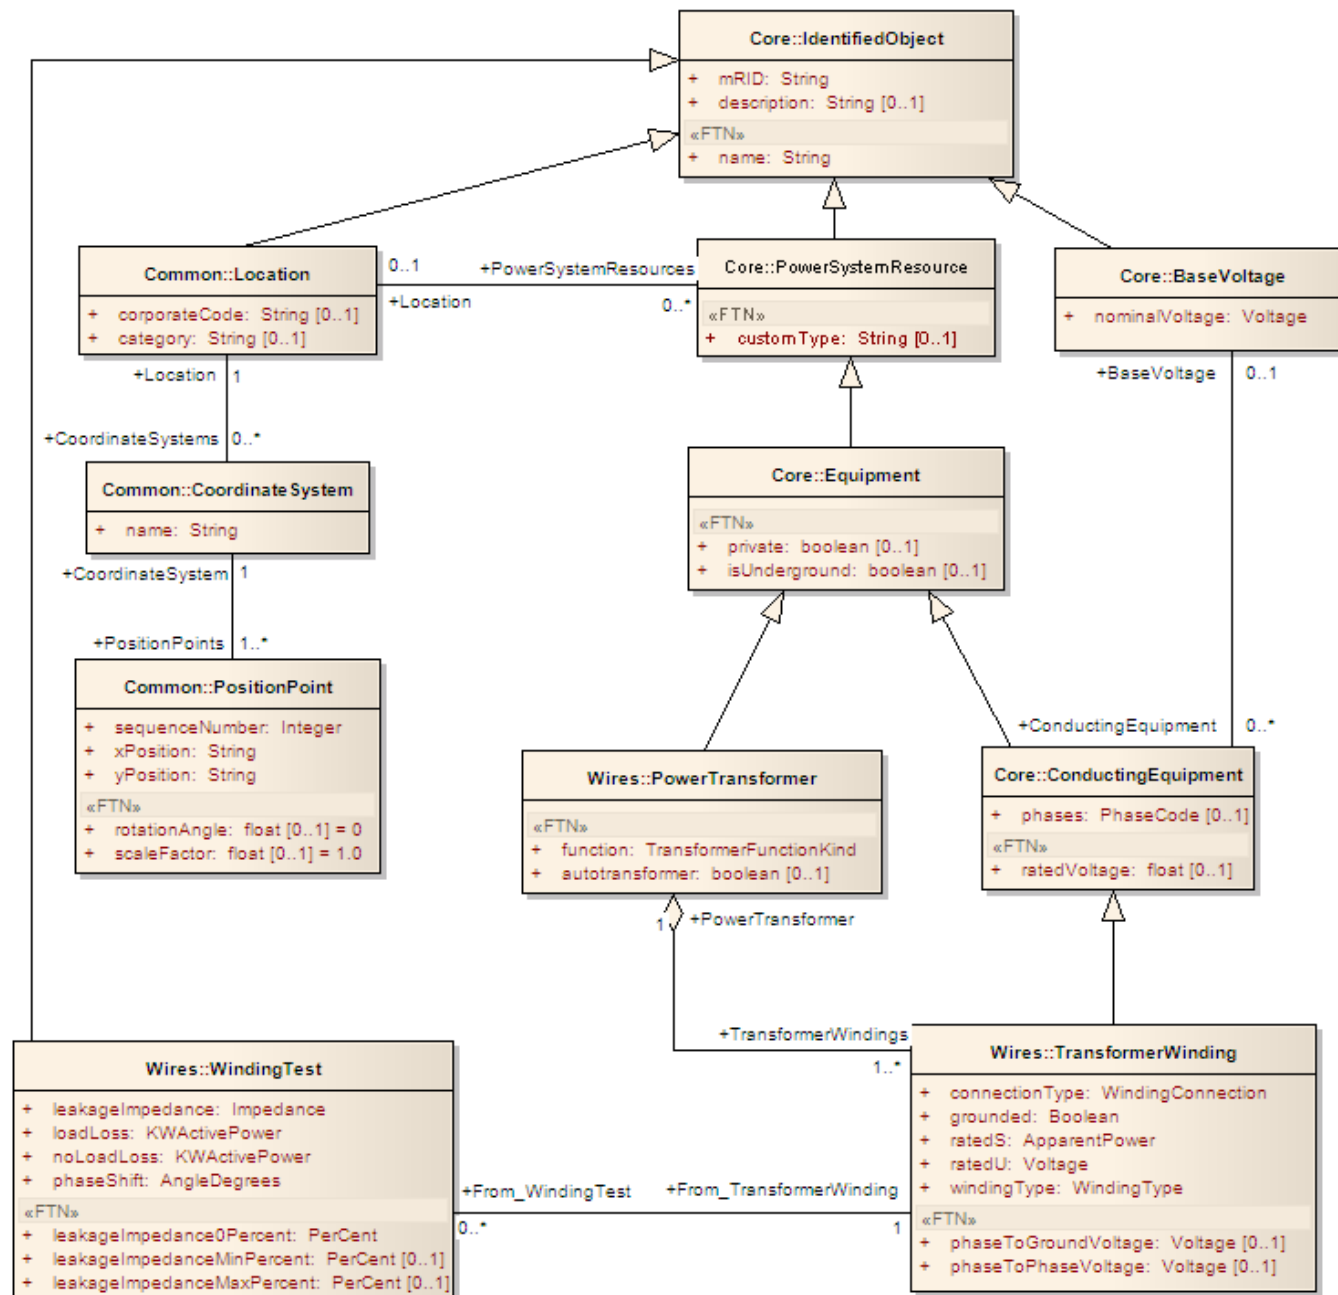 Core::IdentifiedObject
+ mRID: String
+ description: String [0..1]
«FTN»
+ name: String
Common::Location
+ corporateCode: String [0..1]
+ category: String [0..1]
0..1
+PowerSystemResources
+Location
0..*
Core::PowerSystemResource
«FTN»
+ customType: String [0..1]
Core::BaseVoltage
+ nominalVoltage: Voltage
+Location
1
+BaseVoltage
0..1
+CoordinateSystems
0..*
Common::CoordinateSystem
+ name: String
Core::Equipment
«FTN»
+ private: boolean [0..1]
+ isUnderground: boolean [0..1]
+CoordinateSystem
1
+PositionPoints
1..*
Common::PositionPoint
+ sequenceNumber: Integer
+ xPosition: String
+ yPosition: String
«FTN»
+ rotationAngle: float [0..1] = 0
+ scaleFactor: float [0..1] = 1.0
+ConductingEquipment
0..*
Wires::PowerTransformer
«FTN»
+ function: TransformerFunctionKind
+ autotransformer: boolean [0..1]
Core::ConductingEquipment
+ phases: PhaseCode [0..1]
«FTN»
+ ratedVoltage: float [0..1]
1
+PowerTransformer
+TransformerWindings
1..*
Wires::WindingTest
+ leakageImpedance: Impedance
+ loadLoss: KWActivePower
+ noLoadLoss: KWActivePower
+ phaseShift: AngleDegrees
«FTN»
+ leakageImpedance0Percent: PerCent
+ leakageImpedanceMinPercent: PerCent [0..1]
+ leakageImpedanceMaxPercent: PerCent [0..1]
+From_WindingTest
0..*
+From_TransformerWinding
1
Wires::TransformerWinding
+ connectionType: WindingConnection
+ grounded: Boolean
+ ratedS: ApparentPower
+ ratedU: Voltage
+ windingType: WindingType
«FTN»
+ phaseToGroundVoltage: Voltage [0..1]
+ phaseToPhaseVoltage: Voltage [0..1]